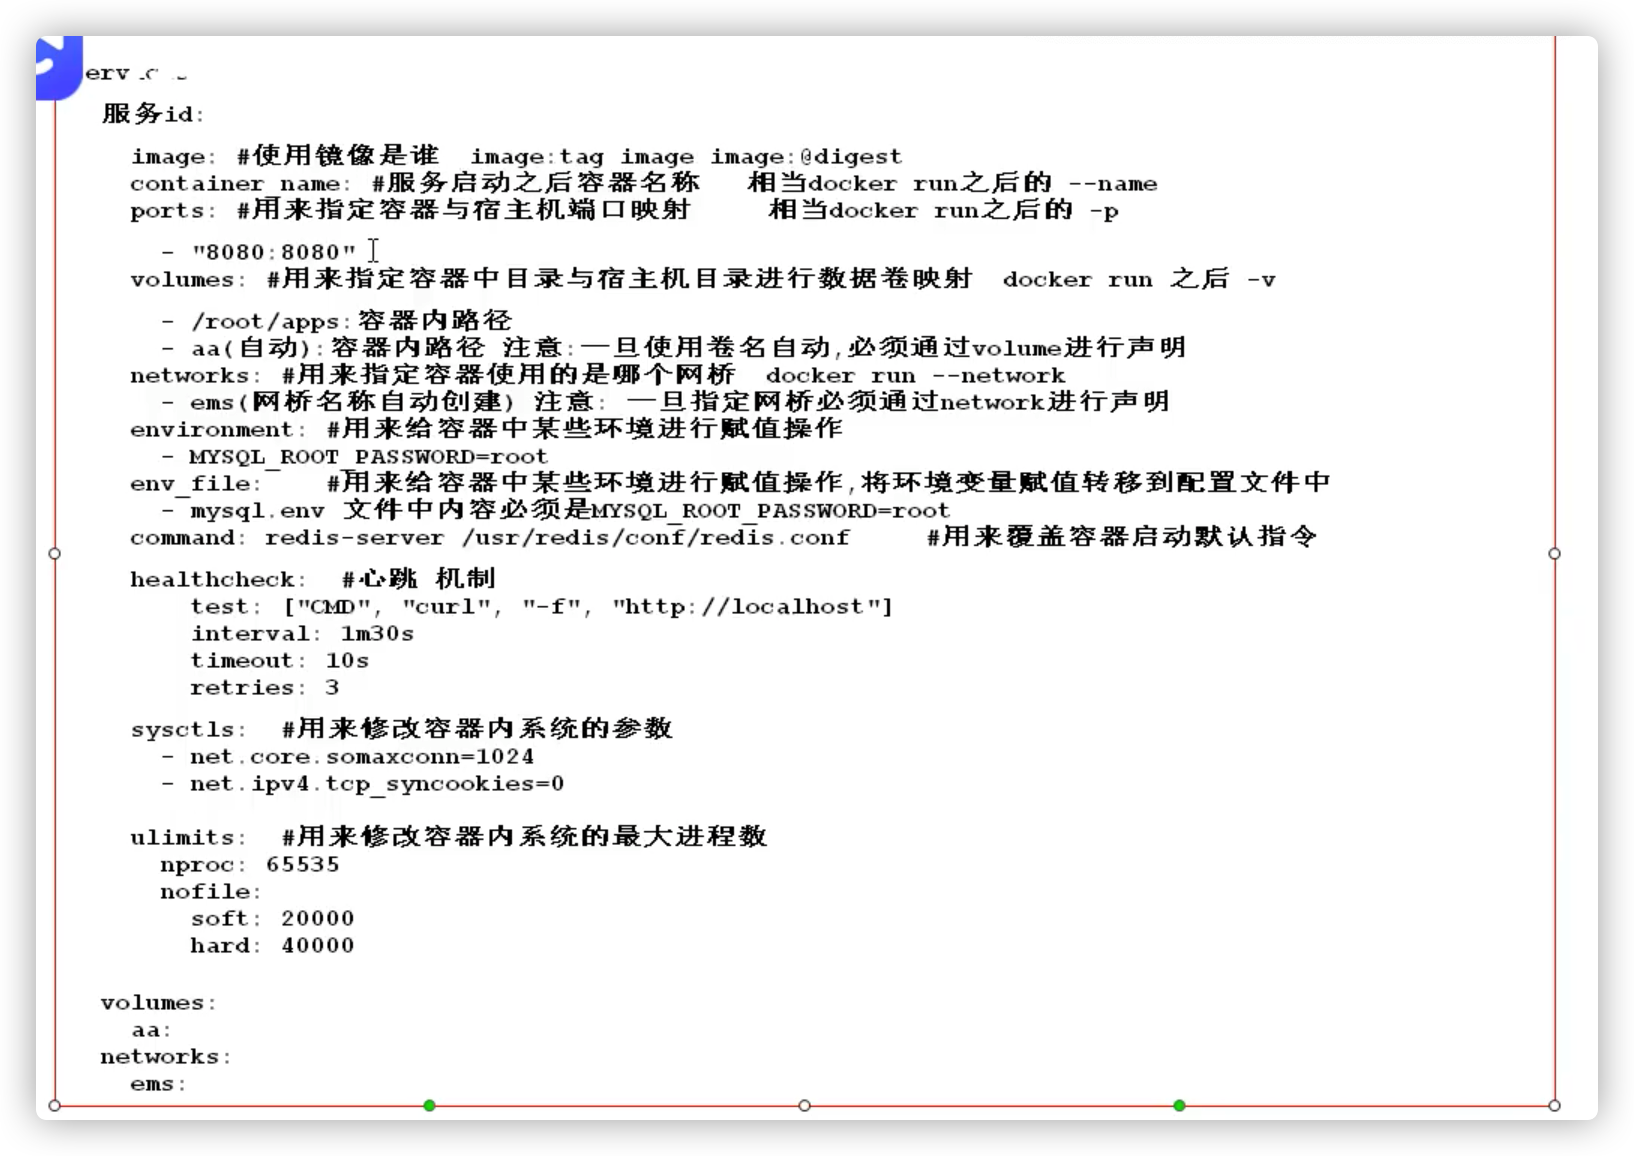 服务id:
image: #使用镜像是谁 image:tag image image:@digest
container_name: #服务启动之后容器名称 相当docker run之后的 --name
ports: #用来指定容器与宿主机端口映射 相当docker run之后的 -p
- "8080:8080"
volumes: #用来指定容器中目录与宿主机目录进行数据卷映射 docker run 之后 -v
- /root/apps:容器内路径
- aa(自动):容器内路径 注意:一旦使用卷名自动,必须通过volume进行声明
networks: #用来指定容器使用的是哪个网桥 docker run --network
- ems(网桥名称自动创建) 注意: 一旦指定网桥必须通过network进行声明
environment: #用来给容器中某些环境进行赋值操作
- MYSQL_ROOT_PASSWORD=root
env_file: #用来给容器中某些环境进行赋值操作,将环境变量赋值转移到配置文件中
- mysql.env 文件中内容必须是MYSQL_ROOT_PASSWORD=root
command: redis-server /usr/redis/conf/redis.conf #用来覆盖容器启动默认指令
healthcheck: #心跳 机制
test: ["CMD", "curl", "-f", "http://localhost"]
interval: 1m30s
timeout: 10s
retries: 3
sysctls: #用来修改容器内系统的参数
- net.core.somaxconn=1024
- net.ipv4.tcp_syncookies=0
ulimits: #用来修改容器内系统的最大进程数
nproc: 65535
nofile:
soft: 20000
hard: 40000
volumes:
aa:
networks:
ems: